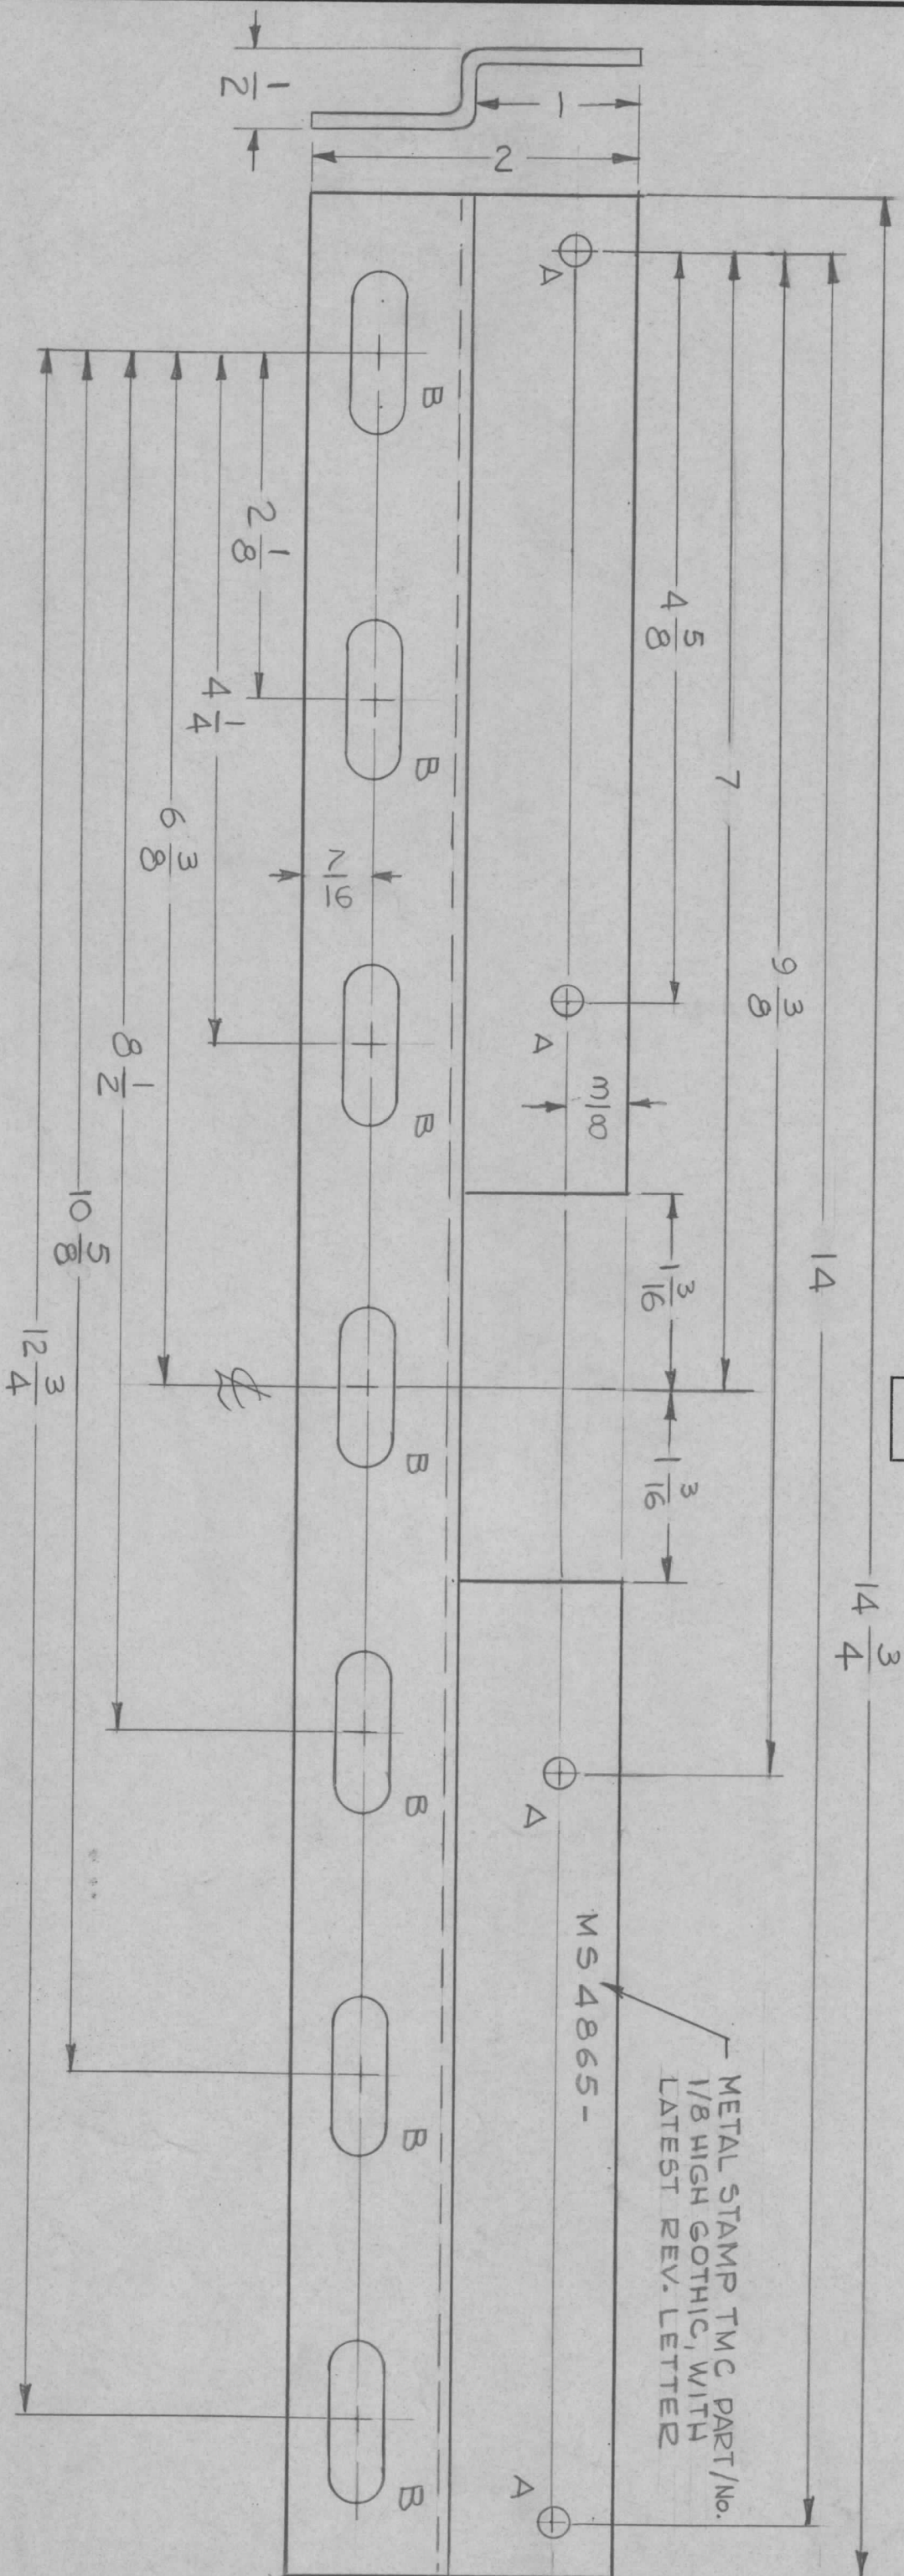 14 3/4
14
9 3/8
7
4 5/8
METAL STAMP TMC PART/No.
1/8 HIGH GOTHIC, WITH
LATEST REV. LETTER
1 3/16
1 3/16
3/8
MS4865-
A
A
A
A
1
2
1/2
B
B
B
B
B
B
B
7/16
2 1/8
4 1/4
6 3/8
℄
8 1/2
10 5/8
12 3/4